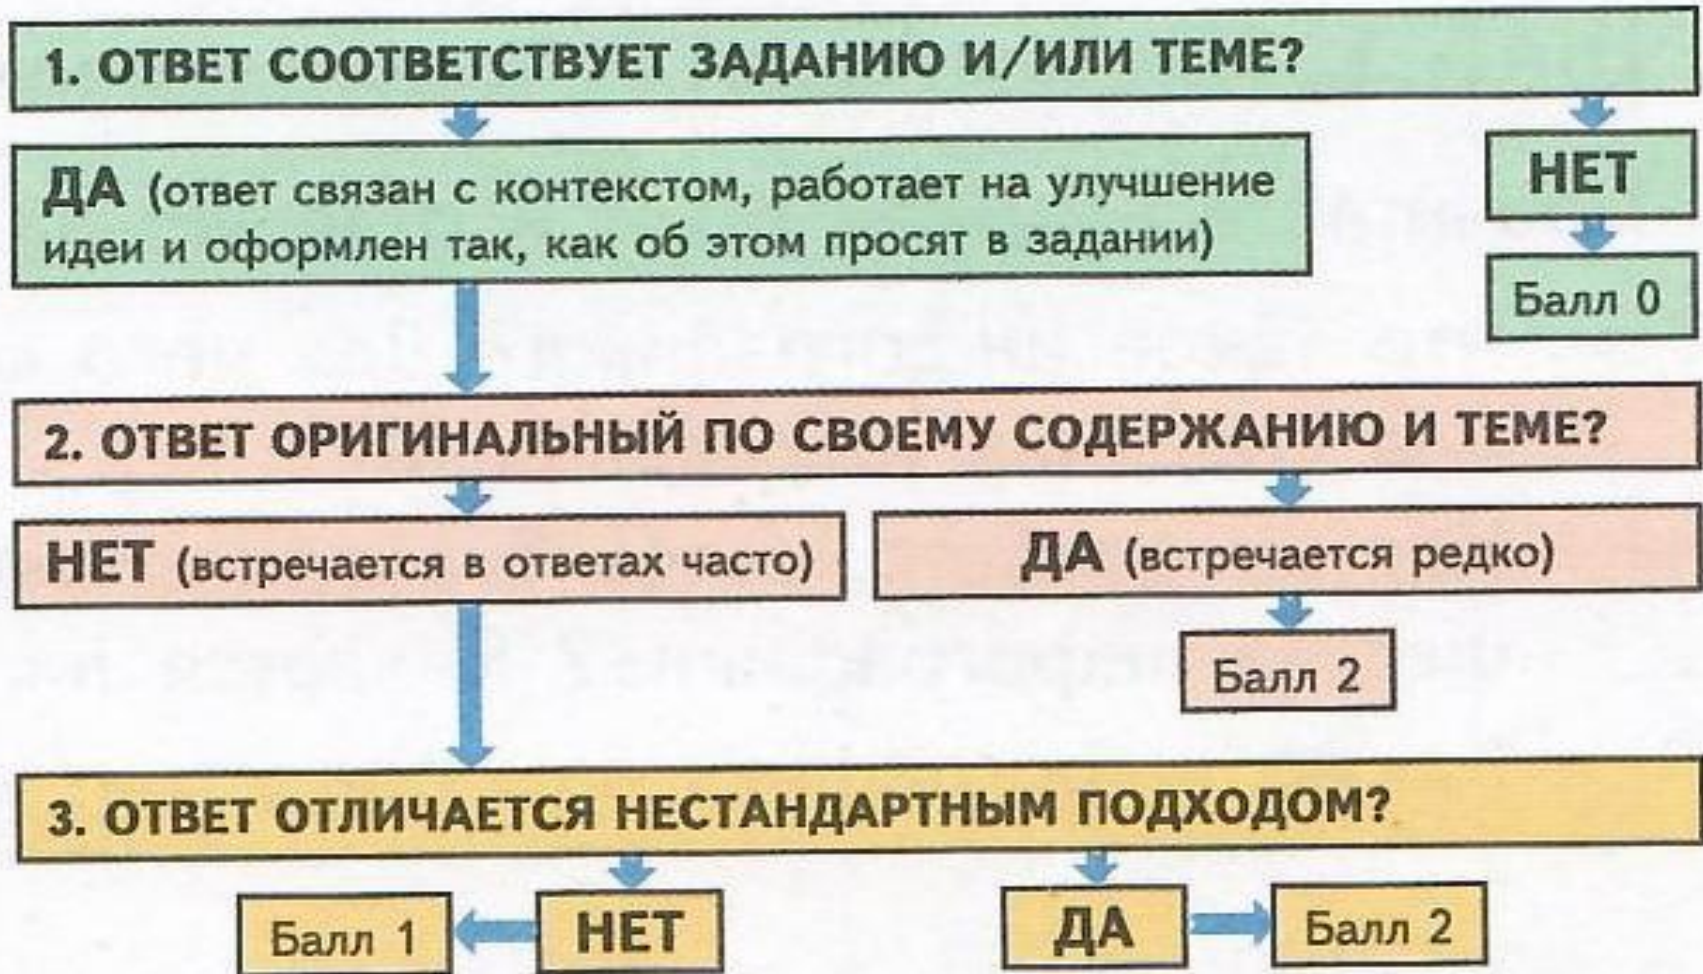 1. ОТВЕТ СООТВЕТСТВУЕТ ЗАДАНИЮ И/ИЛИ ТЕМЕ?
ДА (ответ связан с контекстом, работает на улучшение
идеи и оформлен так, как об этом просят в задании)
НЕТ
Балл 0
2. ОТВЕТ ОРИГИНАЛЬНЫЙ ПО СВОЕМУ СОДЕРЖАНИЮ И ТЕМЕ?
НЕТ (встречается в ответах часто)
ДА (встречается редко)
Балл 2
3. ОТВЕТ ОТЛИЧАЕТСЯ НЕСТАНДАРТНЫМ ПОДХОДОМ?
Балл 1
НЕТ
ДА
Балл 2